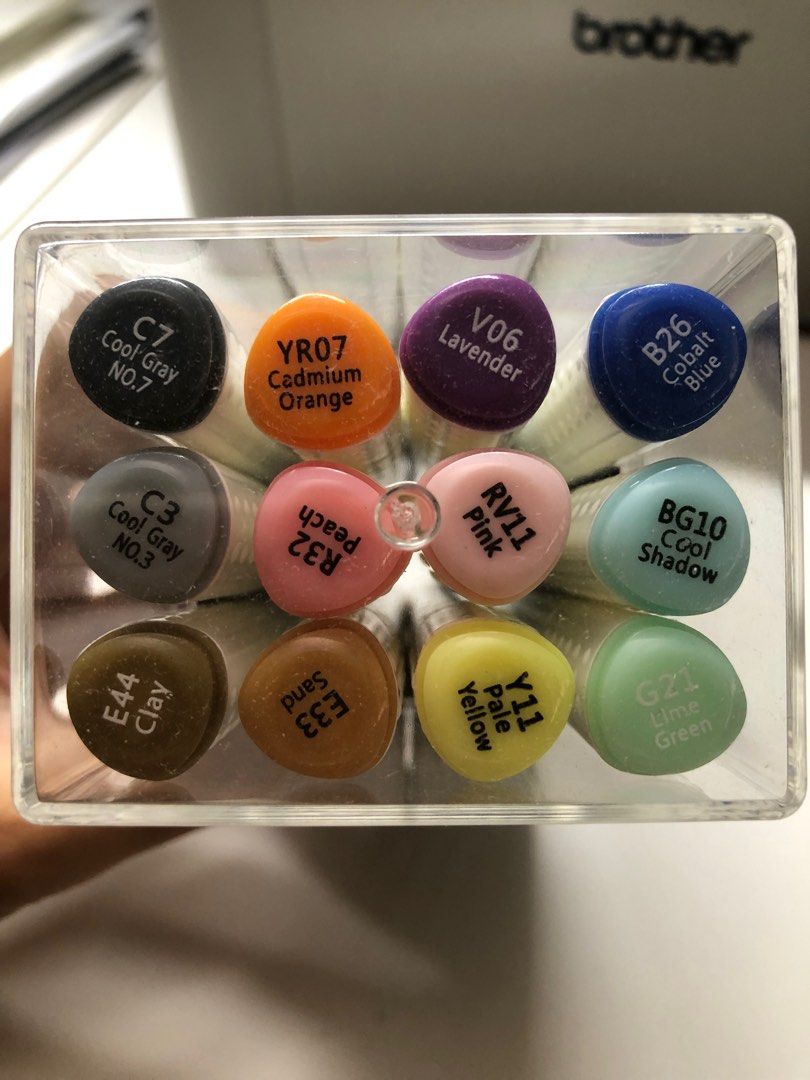 brother
C7
Cool Gray
NO.7
YR07
Cadmium
Orange
V06
Lavender
B26
Cobalt
Blue
C3
Cool Gray
NO.3
R32
Peach
RV11
Pink
BG10
Cool
Shadow
E44
Clay
E33
Sand
Y11
Pale
Yellow
G21
Lime
Green